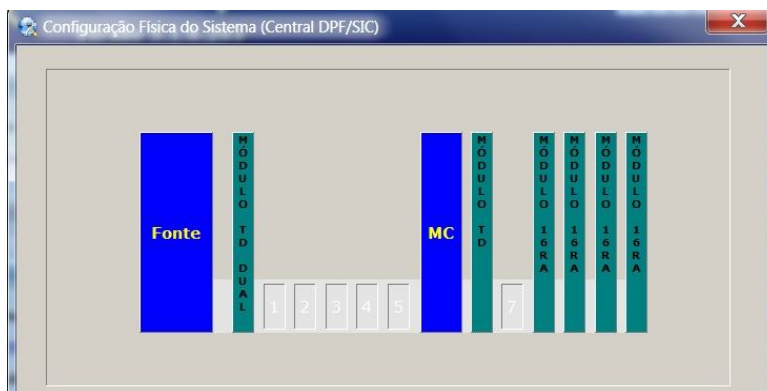 Configuração Física do Sistema (Central DPF/SIC)
X
Fonte
MÓDULO TD DUAL
1
2
3
4
5
MC
MÓDULO TD
7
MÓDULO 16RA
MÓDULO 16RA
MÓDULO 16RA
MÓDULO 16RA